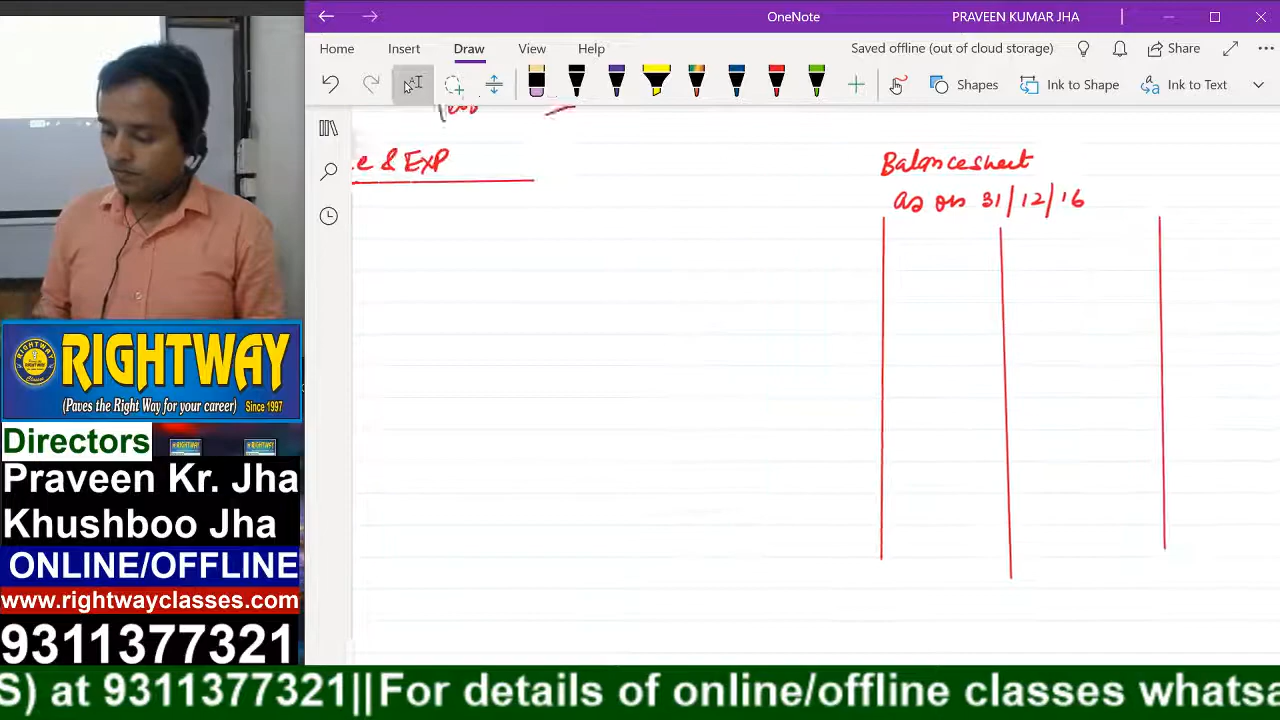 OneNote
PRAVEEN KUMAR JHA
Home Insert Draw View Help
Saved offline (out of cloud storage)
Share
Shapes
Ink to Shape
Ink to Text
e & Exp
Balancesheet
As on 31/12/16
RIGHTWAY
(Paves the Right Way for your career) Since 1997
Directors
Praveen Kr. Jha
Khushboo Jha
ONLINE/OFFLINE
www.rightwayclasses.com
9311377321
S) at 9311377321||For details of online/offline classes whatsa